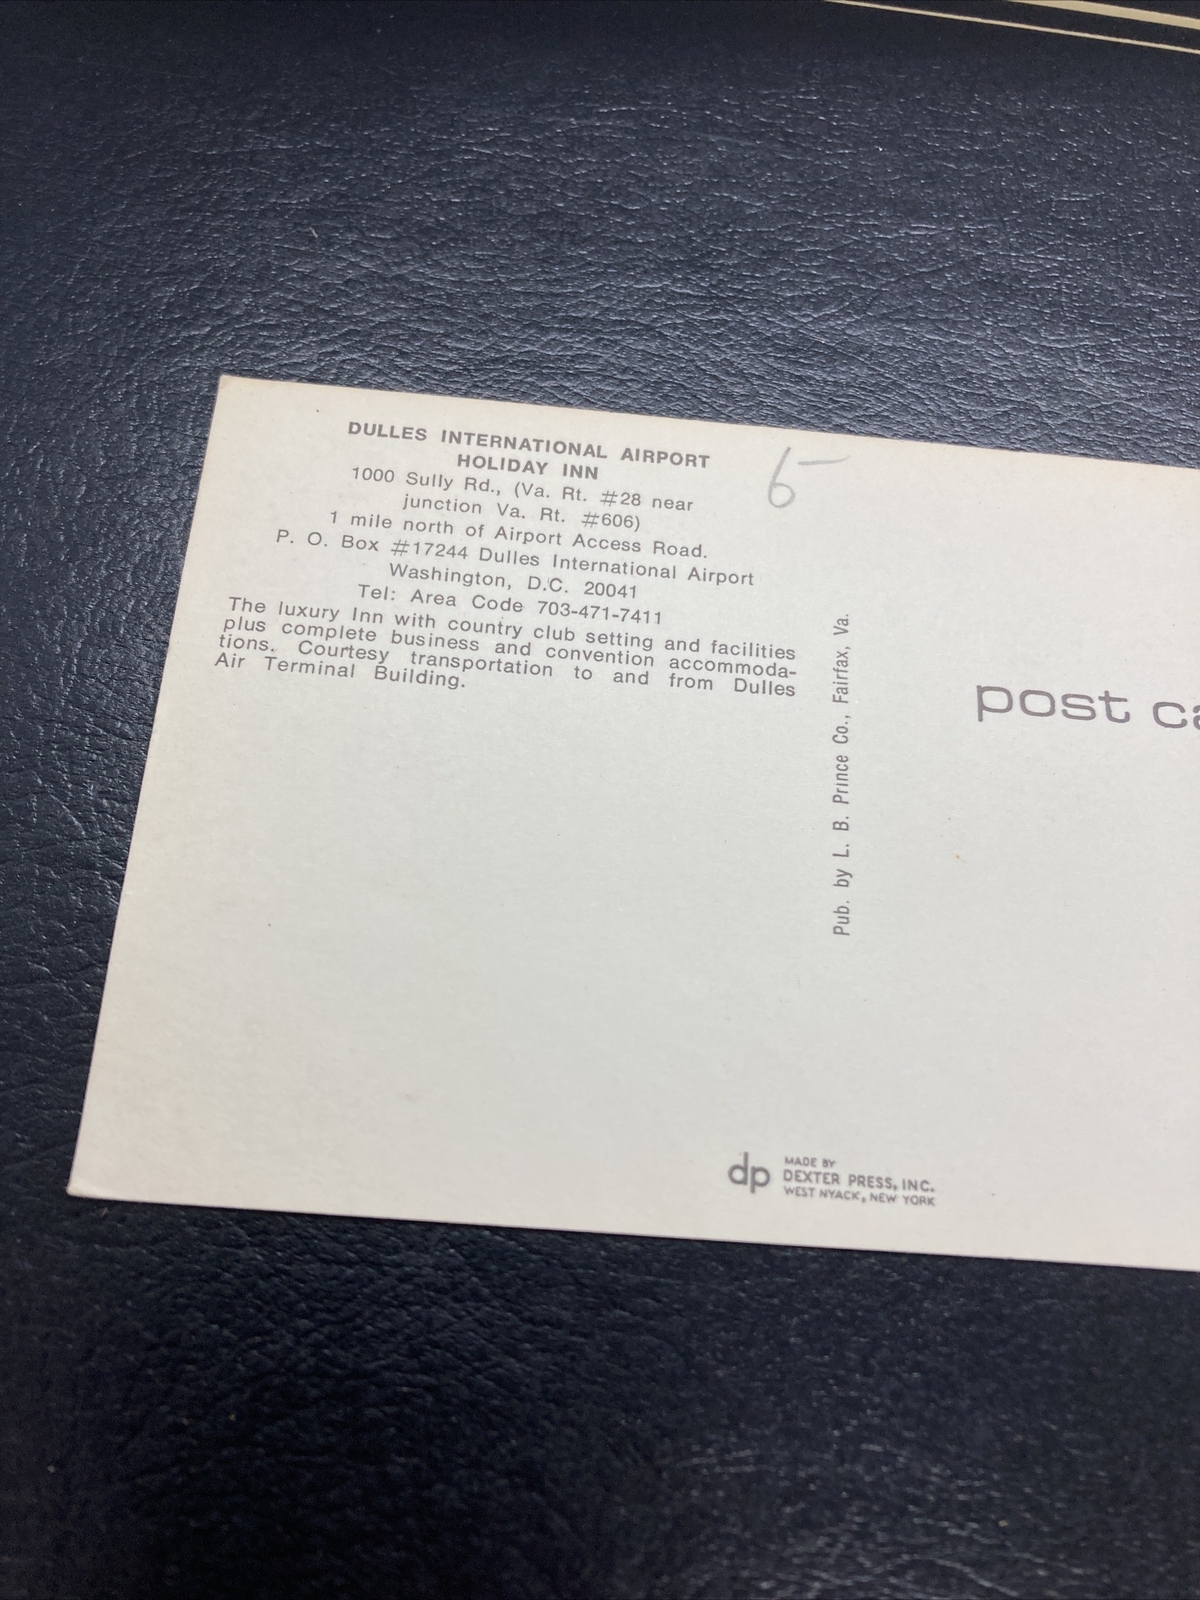 DULLES INTERNATIONAL AIRPORT
HOLIDAY INN
1000 Sully Rd., (Va. Rt. #28 near
junction Va. Rt. #606)
1 mile north of Airport Access Road.
P. O. Box #17244 Dulles International Airport
Washington, D.C. 20041
Tel: Area Code 703-471-7411
The luxury Inn with country club setting and facilities
plus complete business and convention accommoda-
tions. Courtesy transportation to and from Dulles
Air Terminal Building.
5
Pub. by L. B. Prince Co., Fairfax, Va.
post ca
dp
MADE BY
DEXTER PRESS, INC.
WEST NYACK, NEW YORK